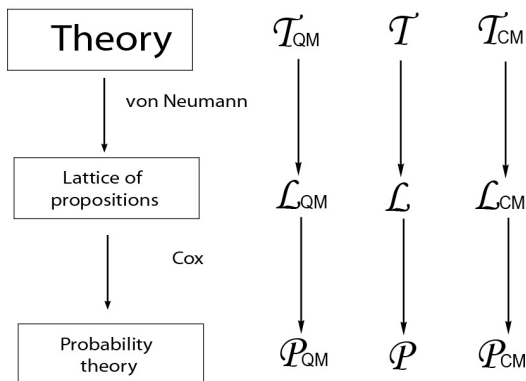 Theory
𝒯QM 𝒯 𝒯CM
von Neumann
Lattice of
propositions
ℒQM ℒ ℒCM
Cox
Probability
theory
𝒫QM 𝒫 𝒫CM